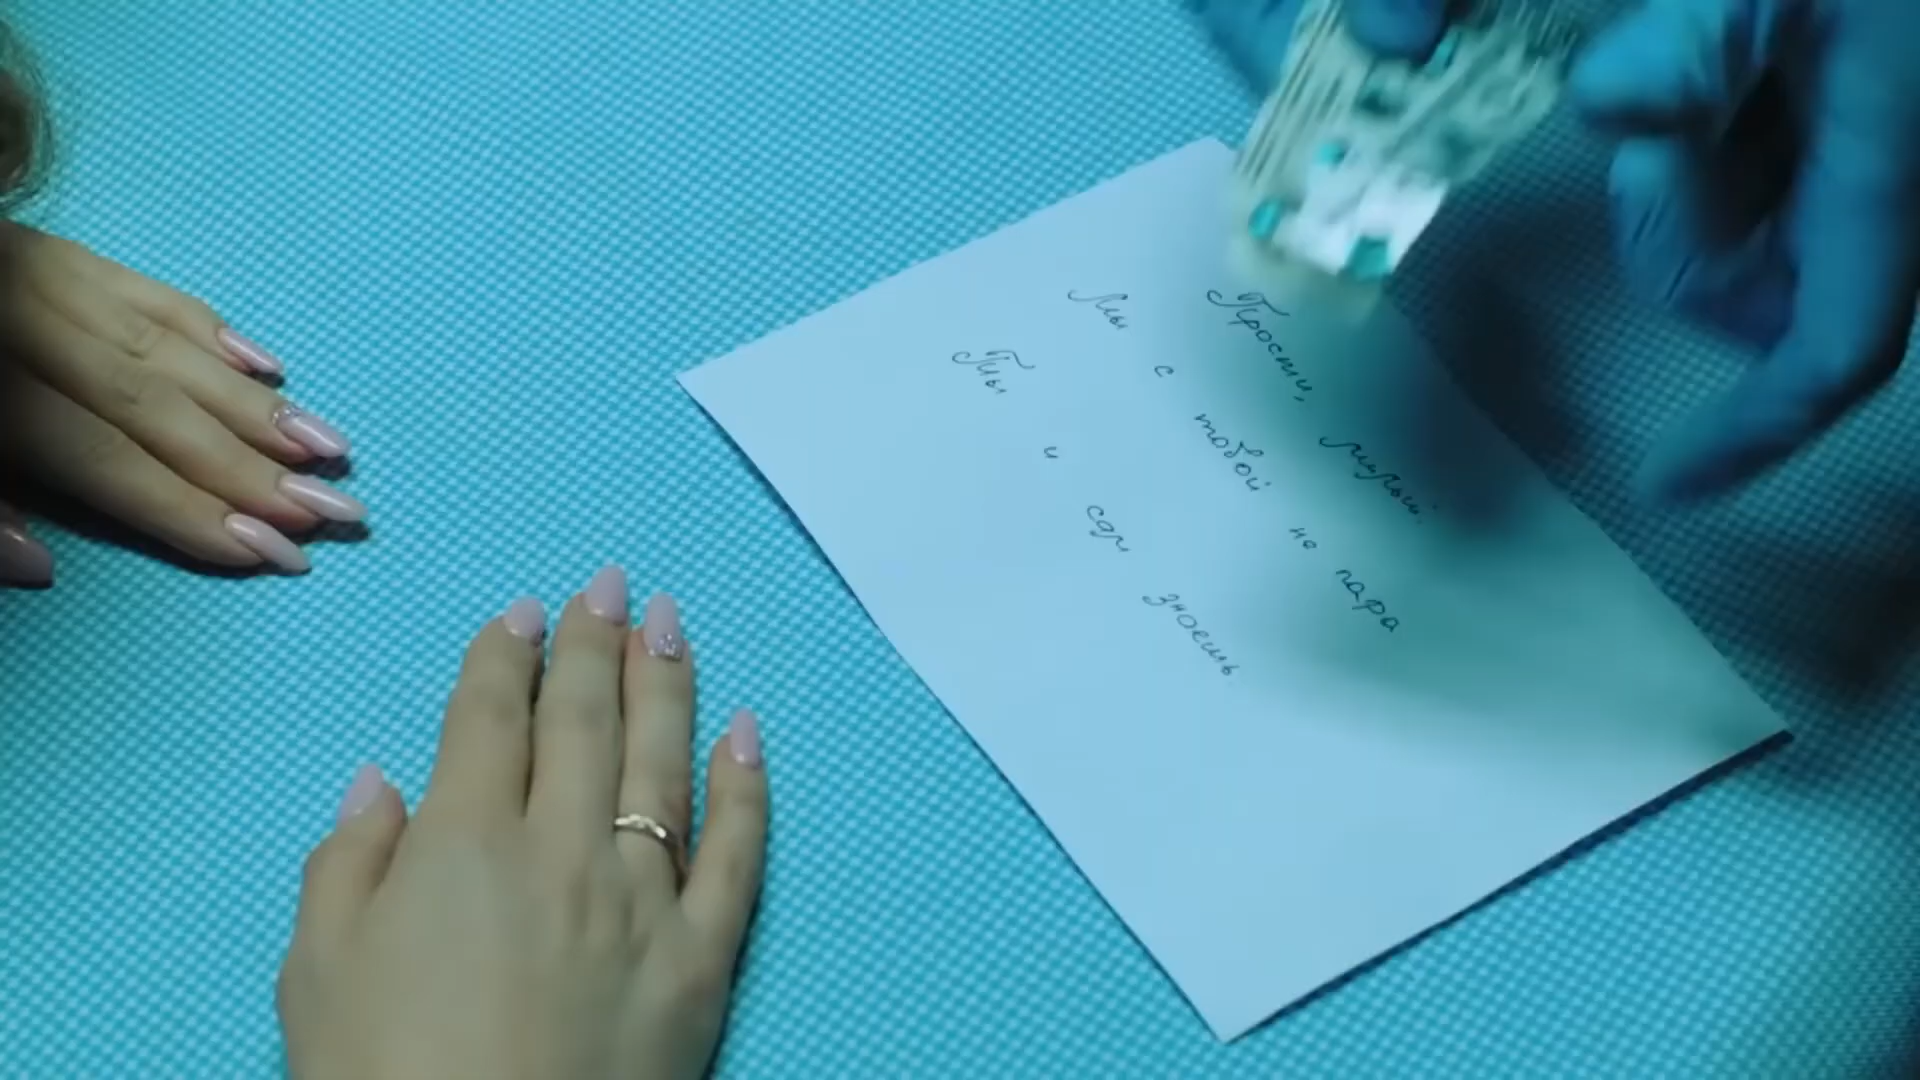 Прости, милый!
Мы с тобой не пара
Ты и сам знаешь